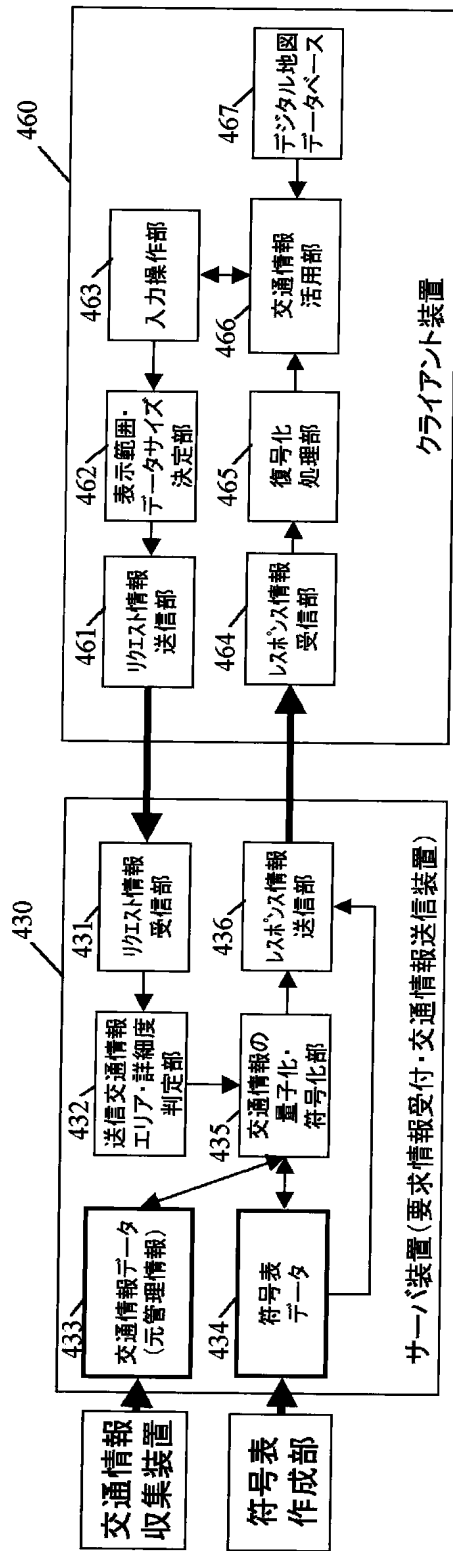 交通情報
収集装置
符号表
作成部
430
433
交通情報データ
(元管理情報)
434
符号表
データ
432
送信交通情報
エリア・詳細度
判定部
435
交通情報の
量子化・
符号化部
431
リクエスト情報
受信部
436
レスポンス情報
送信部
サーバ装置(要求情報受付・交通情報送信装置)
460
461
リクエスト情報
送信部
462
表示範囲・
データサイズ
決定部
463
入力操作部
464
レスポンス情報
受信部
465
復号化
処理部
466
交通情報
活用部
467
デジタル地図
データベース
クライアント装置